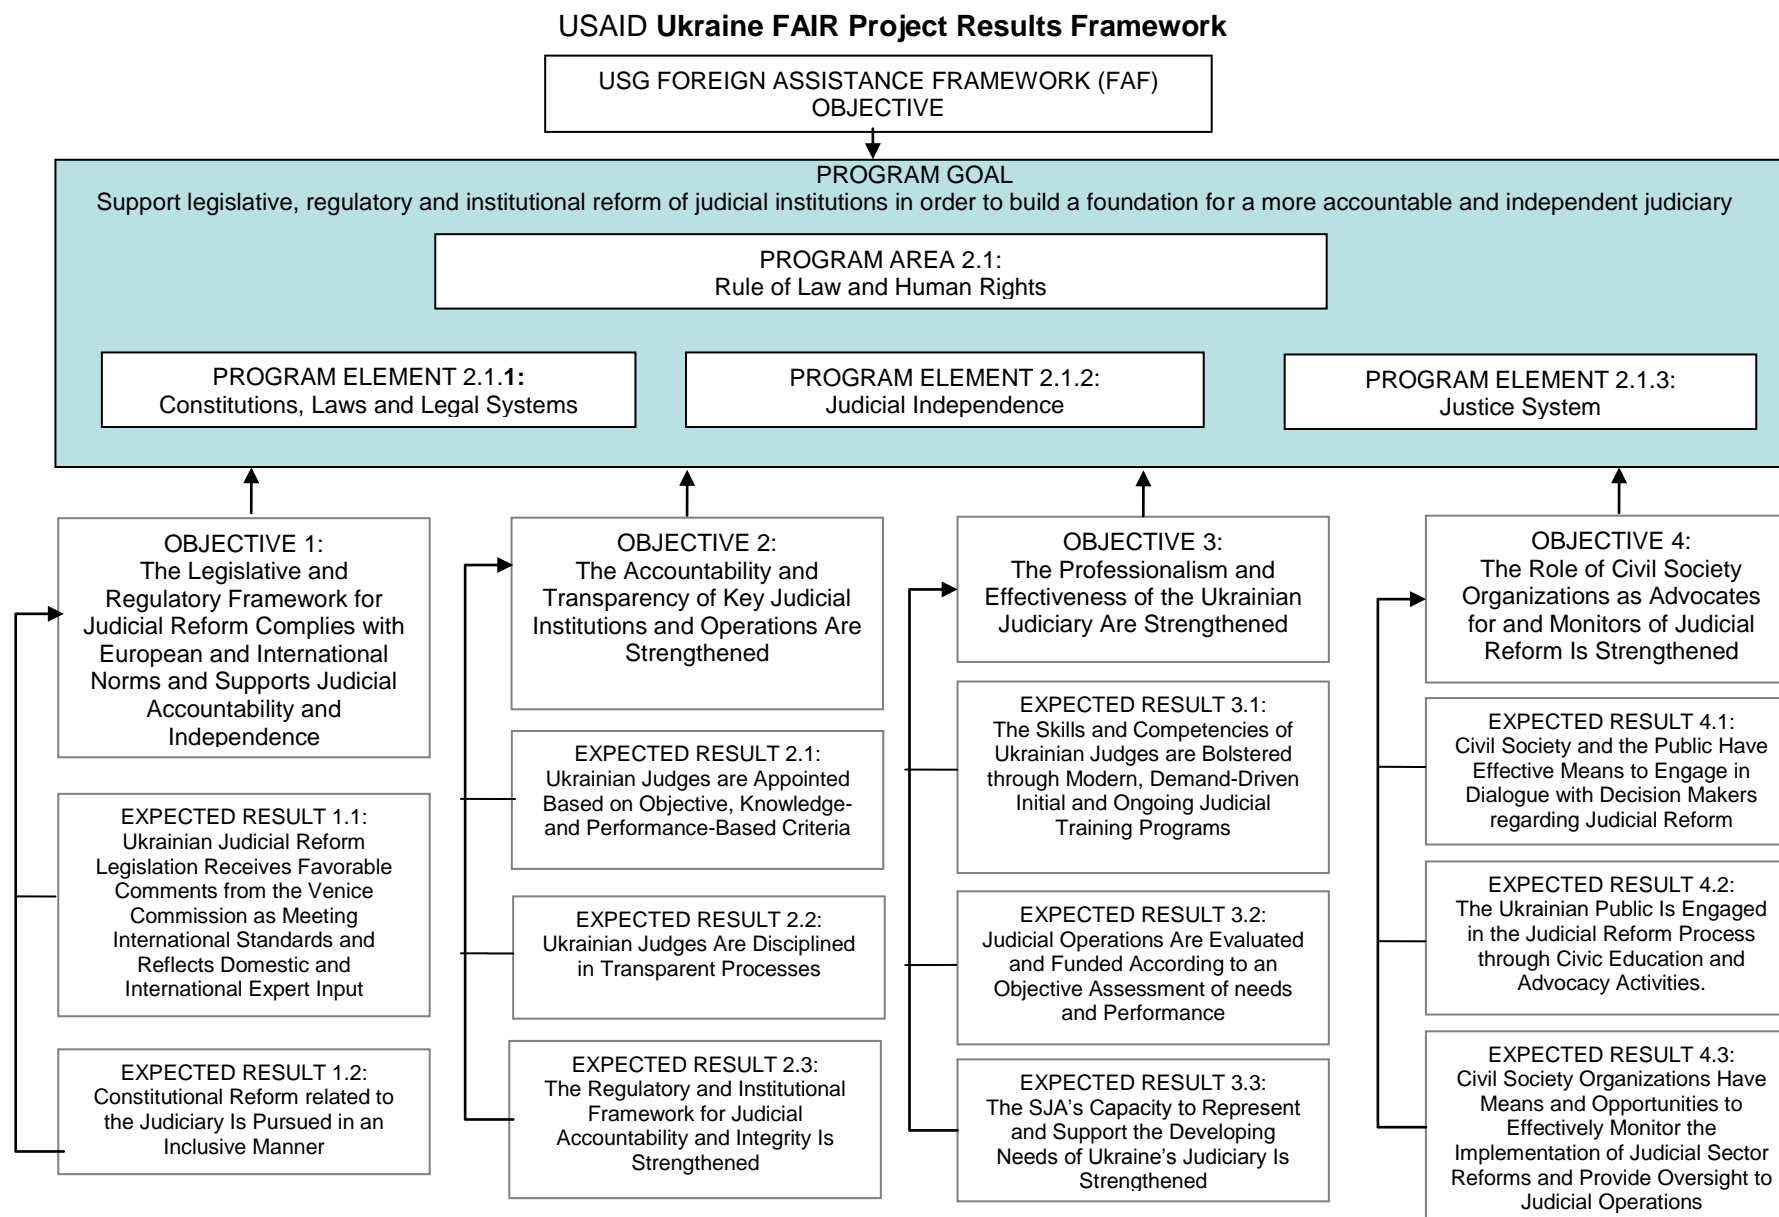 USAID Ukraine FAIR Project Results Framework
USG FOREIGN ASSISTANCE FRAMEWORK (FAF)
OBJECTIVE
PROGRAM GOAL
Support legislative, regulatory and institutional reform of judicial institutions in order to build a foundation for a more accountable and independent judiciary
PROGRAM AREA 2.1:
Rule of Law and Human Rights
PROGRAM ELEMENT 2.1.1:
Constitutions, Laws and Legal Systems
PROGRAM ELEMENT 2.1.2:
Judicial Independence
PROGRAM ELEMENT 2.1.3:
Justice System
OBJECTIVE 1:
The Legislative and
Regulatory Framework for
Judicial Reform Complies with
European and International
Norms and Supports Judicial
Accountability and
Independence
EXPECTED RESULT 1.1:
Ukrainian Judicial Reform
Legislation Receives Favorable
Comments from the Venice
Commission as Meeting
International Standards and
Reflects Domestic and
International Expert Input
EXPECTED RESULT 1.2:
Constitutional Reform related to
the Judiciary Is Pursued in an
Inclusive Manner
OBJECTIVE 2:
The Accountability and
Transparency of Key Judicial
Institutions and Operations Are
Strengthened
EXPECTED RESULT 2.1:
Ukrainian Judges are Appointed
Based on Objective, Knowledge-
and Performance-Based Criteria
EXPECTED RESULT 2.2:
Ukrainian Judges Are Disciplined
in Transparent Processes
EXPECTED RESULT 2.3:
The Regulatory and Institutional
Framework for Judicial
Accountability and Integrity Is
Strengthened
OBJECTIVE 3:
The Professionalism and
Effectiveness of the Ukrainian
Judiciary Are Strengthened
EXPECTED RESULT 3.1:
The Skills and Competencies of
Ukrainian Judges are Bolstered
through Modern, Demand-Driven
Initial and Ongoing Judicial
Training Programs
EXPECTED RESULT 3.2:
Judicial Operations Are Evaluated
and Funded According to an
Objective Assessment of needs
and Performance
EXPECTED RESULT 3.3:
The SJA's Capacity to Represent
and Support the Developing
Needs of Ukraine's Judiciary Is
Strengthened
OBJECTIVE 4:
The Role of Civil Society
Organizations as Advocates
for and Monitors of Judicial
Reform Is Strengthened
EXPECTED RESULT 4.1:
Civil Society and the Public Have
Effective Means to Engage in
Dialogue with Decision Makers
regarding Judicial Reform
EXPECTED RESULT 4.2:
The Ukrainian Public Is Engaged
in the Judicial Reform Process
through Civic Education and
Advocacy Activities.
EXPECTED RESULT 4.3:
Civil Society Organizations Have
Means and Opportunities to
Effectively Monitor the
Implementation of Judicial Sector
Reforms and Provide Oversight to
Judicial Operations